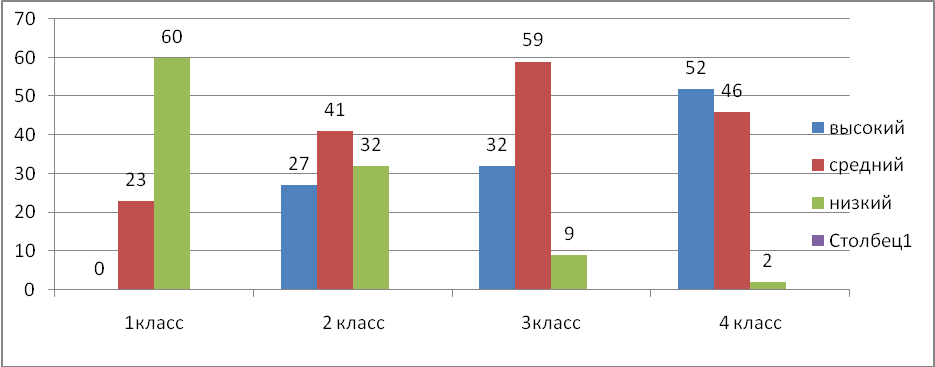 70
60
50
40
30
20
10
0
0
23
60
27
41
32
32
59
9
52
46
2
1класс
2 класс
3класс
4 класс
высокий
средний
низкий
Столбец1